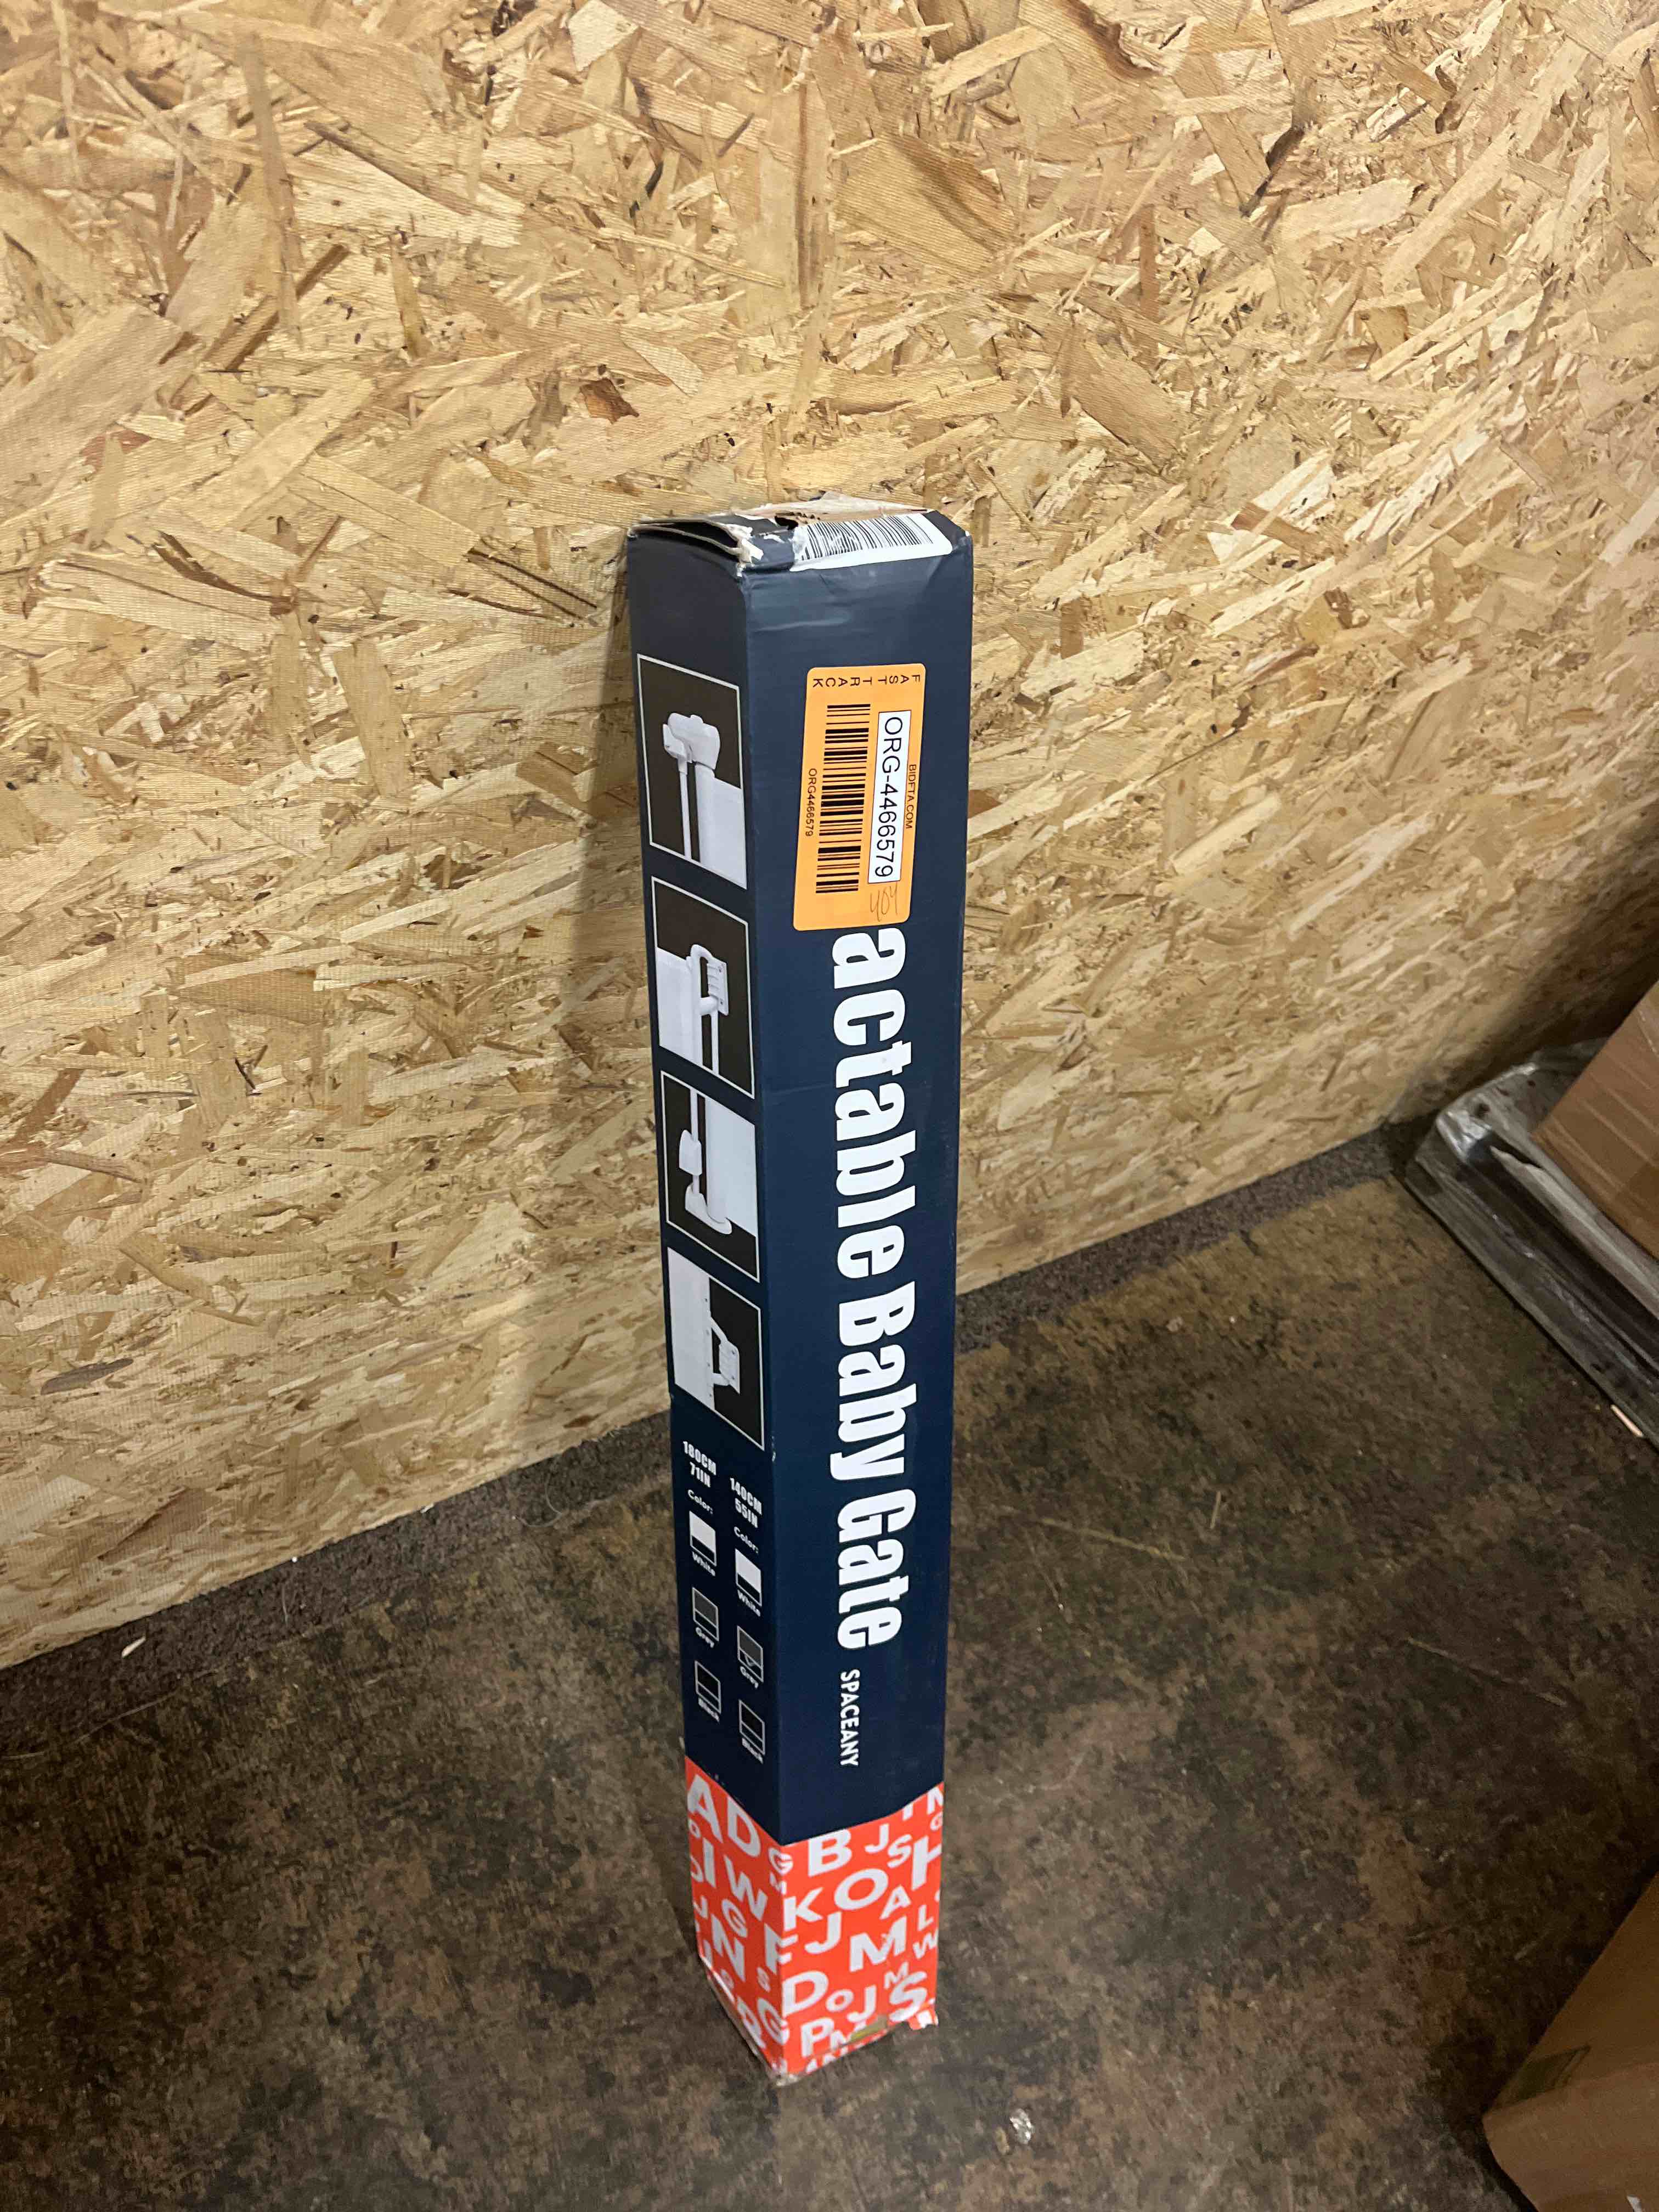 FAST TRACK
BIDFTA.COM
ORG-4466579
ORG4466579
actable Baby Gate
SPACEANY
180CM
71IN
Color:
White
Grey
Black
140CM
55IN
Color:
White
Grey
Black